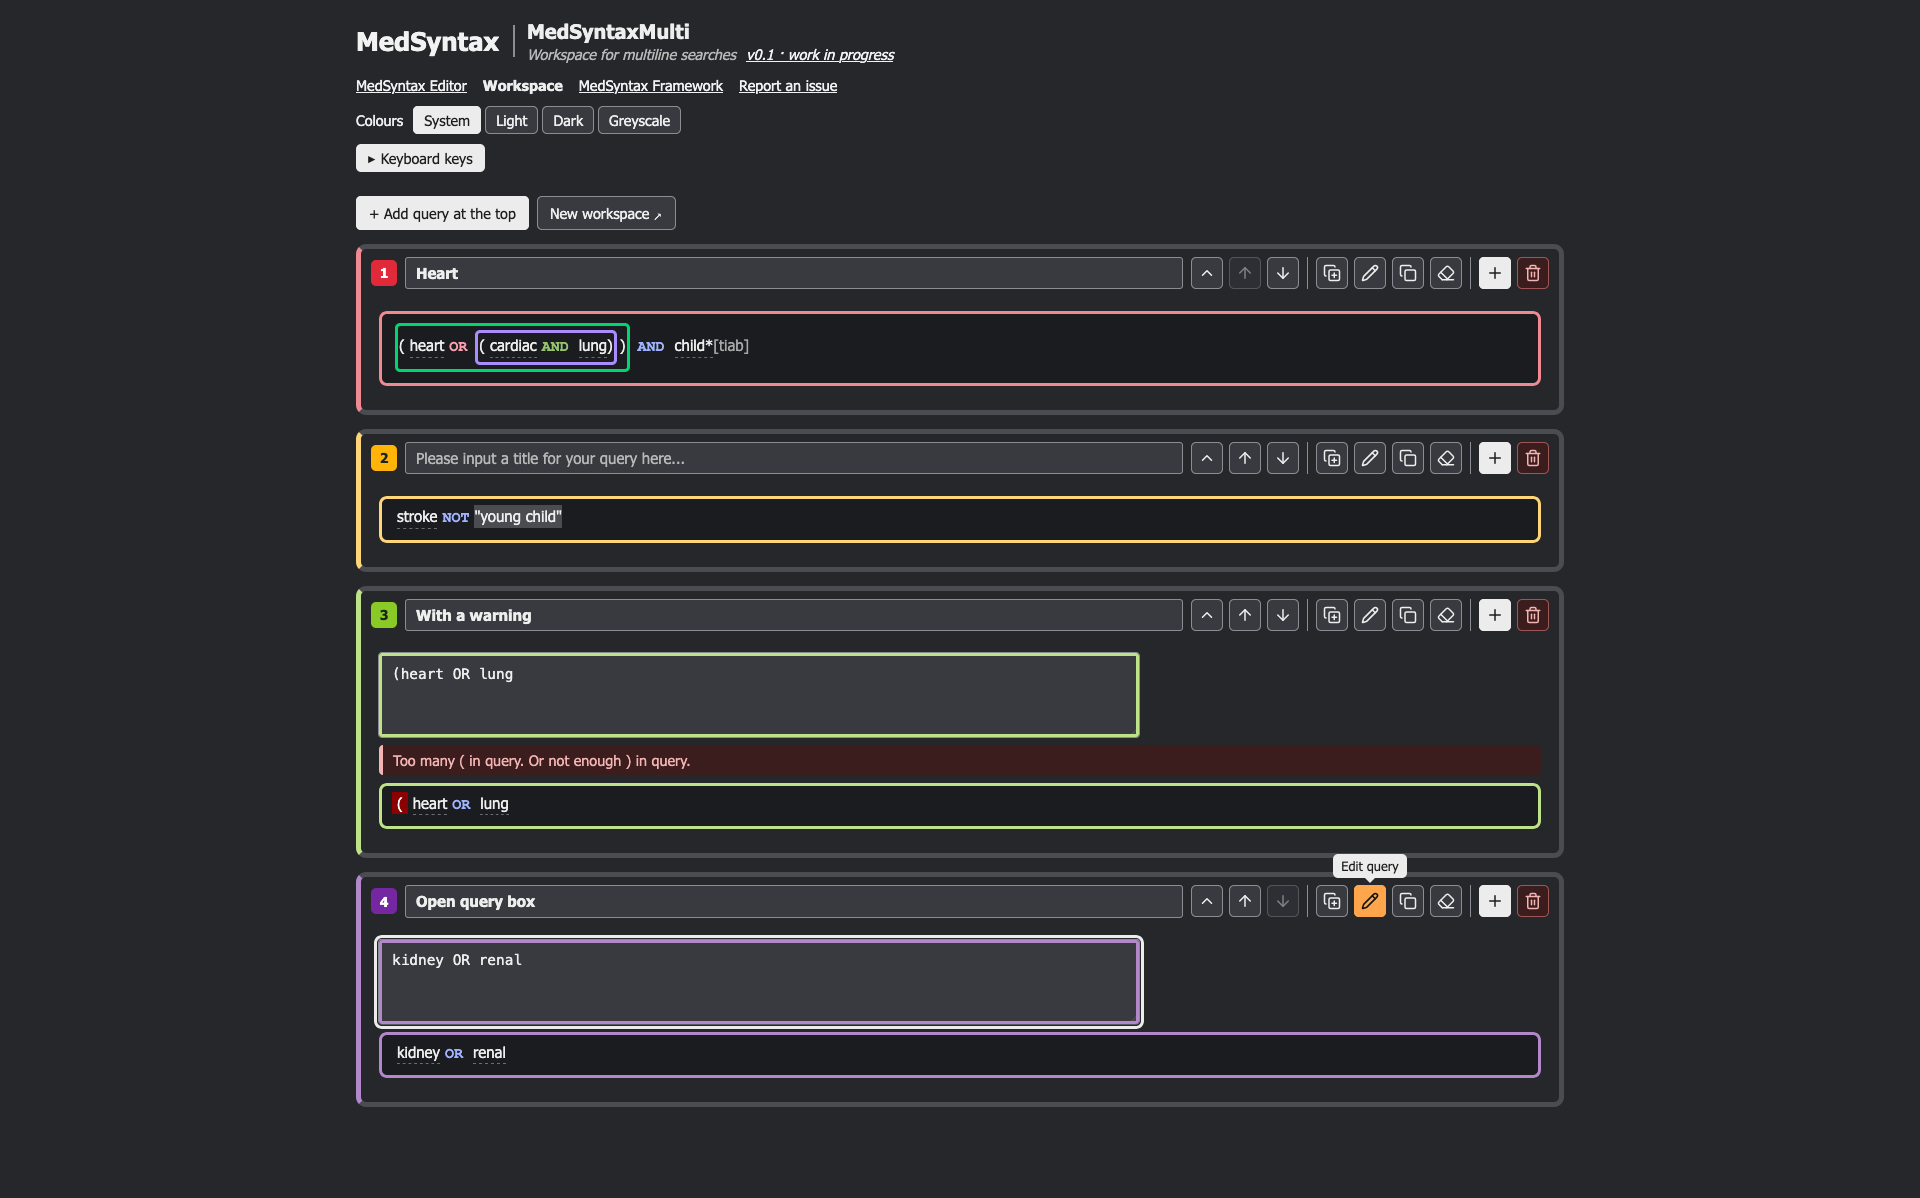 MedSyntax
MedSyntaxMulti
Workspace for multiline searches v0.1 · work in progress
MedSyntax Editor Workspace MedSyntax Framework Report an issue
Colours System Light Dark Greyscale
▸ Keyboard keys
+ Add query at the top New workspace ↗
1 Heart
( heart OR ( cardiac AND lung) ) AND child*[tiab]
2 Please input a title for your query here...
stroke NOT "young child"
3 With a warning
(heart OR lung
Too many ( in query. Or not enough ) in query.
( heart OR lung
Edit query
4 Open query box
kidney OR renal
kidney OR renal